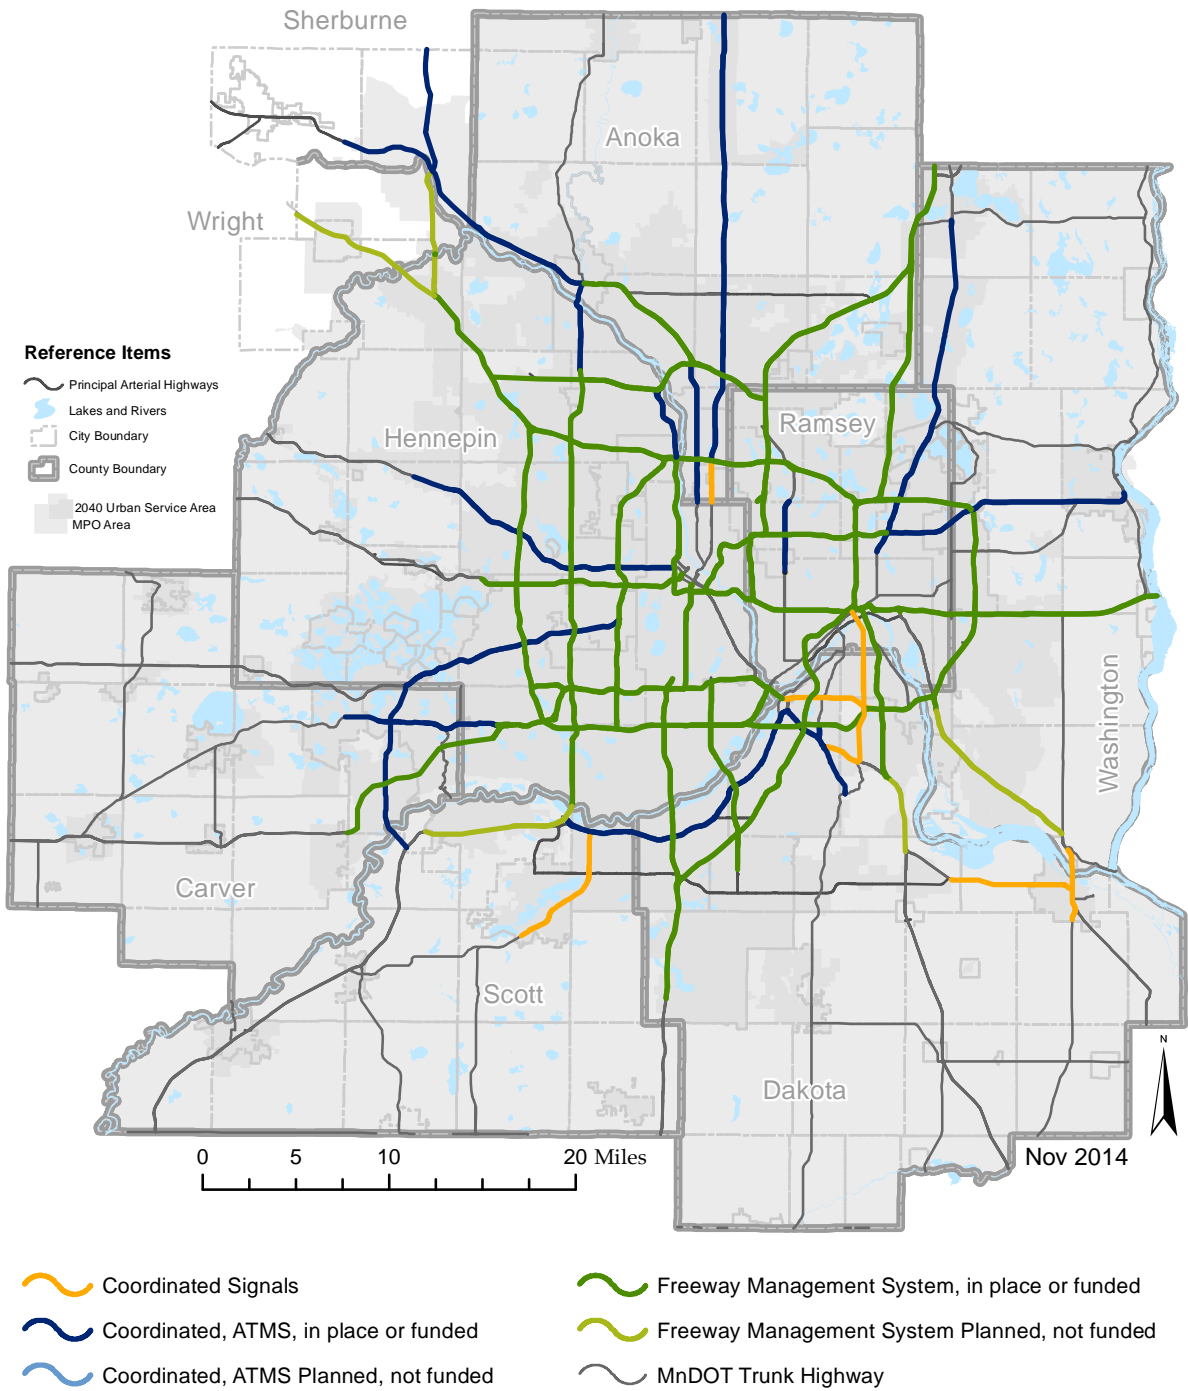 Sherburne
Anoka
Wright
Reference Items
Principal Arterial Highways
Lakes and Rivers
City Boundary
County Boundary
2040 Urban Service Area
MPO Area
Hennepin
Ramsey
Washington
Carver
Scott
Dakota
N
Nov 2014
0 5 10 20 Miles
Coordinated Signals
Coordinated, ATMS, in place or funded
Coordinated, ATMS Planned, not funded
Freeway Management System, in place or funded
Freeway Management System Planned, not funded
MnDOT Trunk Highway